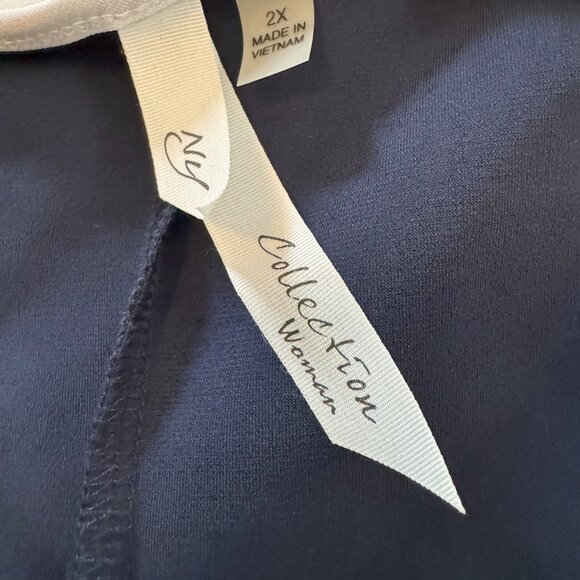 2X
MADE IN
VIETNAM
Ny
Collection
Woman